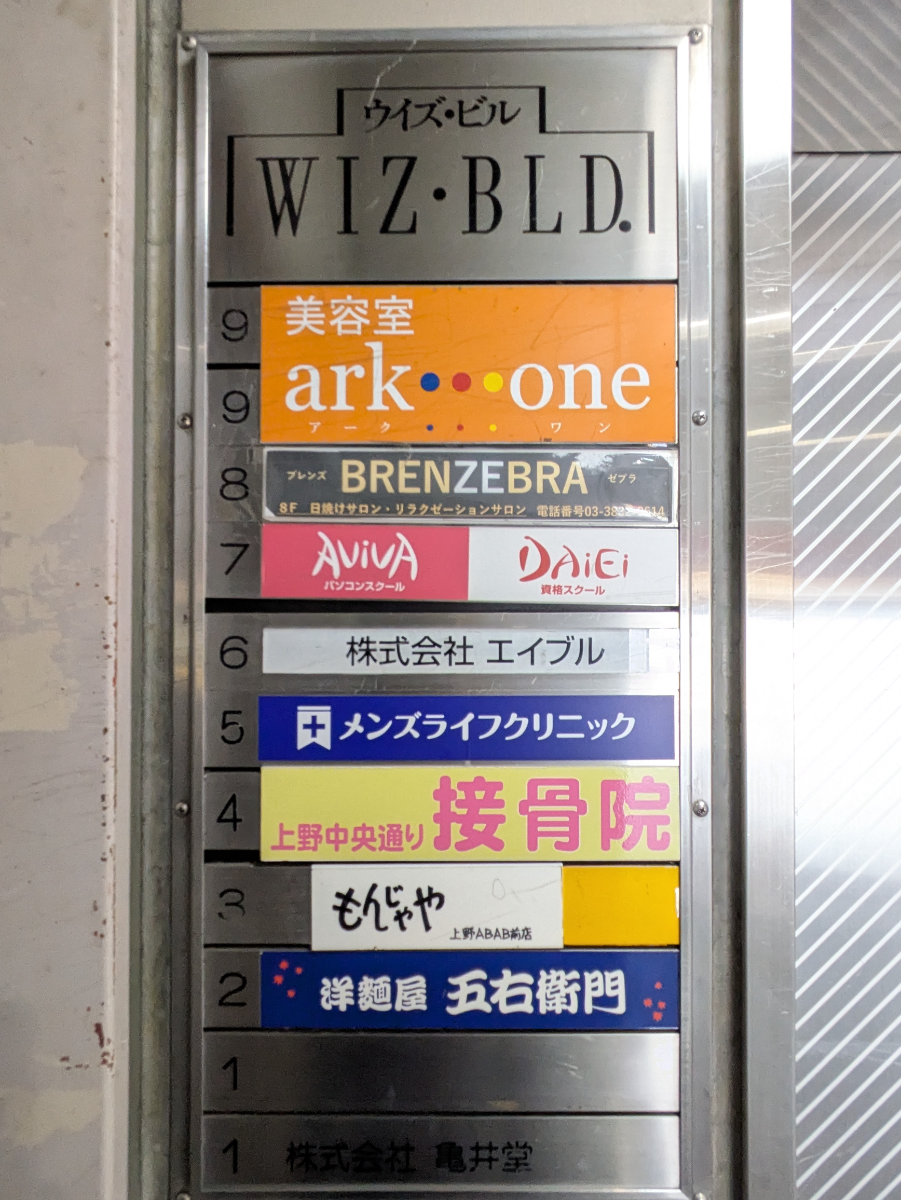 ウイズ・ビル
WIZ・BLD.
9
美容室
9
ark•••one
アーク•••ワン
8
ブレンズ BRENZEBRA ゼブラ
8F 日焼けサロン・リラクゼーションサロン 電話番号
7
AViVA DAiEi
パソコンスクール 資格スクール
6 株式会社 エイブル
5 メンズライフクリニック
4 上野中央通り 接骨院
3 もんじゃや
上野ABAB前店
2 洋麺屋 五右衛門
1
1 株式会社 亀井堂